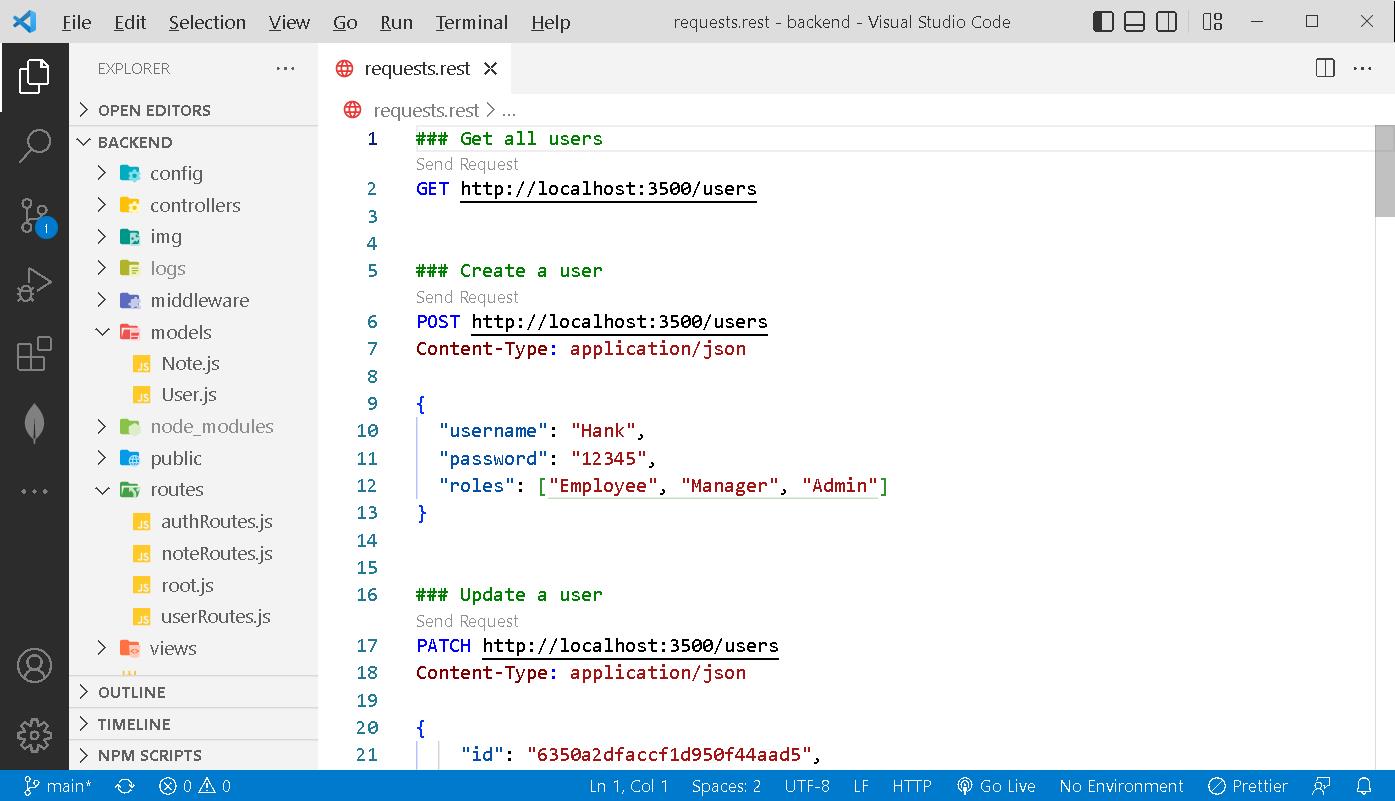 File Edit Selection View Go Run Terminal Help requests.rest - backend - Visual Studio Code
EXPLORER
OPEN EDITORS
BACKEND
config
controllers
img
logs
middleware
models
JS Note.js
JS User.js
node_modules
public
routes
JS authRoutes.js
JS noteRoutes.js
JS root.js
JS userRoutes.js
views
OUTLINE
TIMELINE
NPM SCRIPTS
1
requests.rest
requests.rest > ...
1 ### Get all users
Send Request
2 GET http://localhost:3500/users
3
4
5 ### Create a user
Send Request
6 POST http://localhost:3500/users
7 Content-Type: application/json
8
9 {
10 "username": "Hank",
11 "password": "12345",
12 "roles": ["Employee", "Manager", "Admin"]
13 }
14
15
16 ### Update a user
Send Request
17 PATCH http://localhost:3500/users
18 Content-Type: application/json
19
20 {
21 "id": "6350a2dfaccf1d950f44aad5",
main* 0 0 Ln 1, Col 1 Spaces: 2 UTF-8 LF HTTP Go Live No Environment Prettier